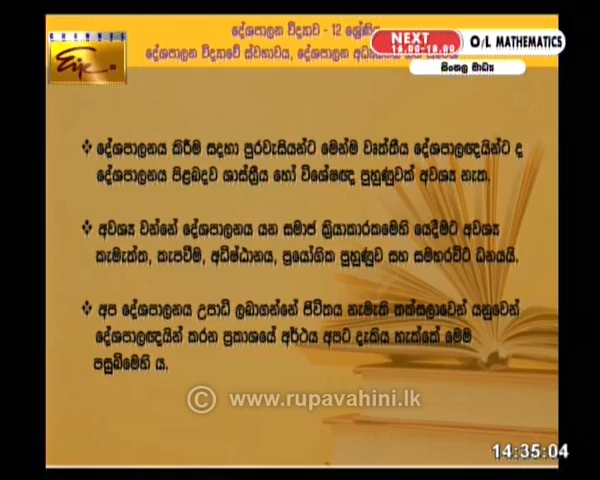 දේශපාලන විද්‍යාව - 12 ශ්‍රේණිය
දේශපාලන විද්‍යාවේ ස්වභාවය, දේශපාලන
NEXT
14.00-18.00
O/L MATHEMATICS
සිංහල මාධ්‍ය
❖ දේශපාලනය කිරීම සඳහා පුරවැසියන්ට මෙන්ම වෘත්තීය දේශපාලඥයින්ට ද
දේශපාලනය පිළබදව ශාස්ත්‍රීය හෝ විශේෂඥ පුහුණුවක් අවශ්‍ය නැත.
❖ අවශ්‍ය වන්නේ දේශපාලනය යන සමාජ ක්‍රියාකාරකමෙහි යෙදීමට අවශ්‍ය
කැමැත්ත, කැපවීම, අධිෂ්ඨානය, ප්‍රයෝගික පුහුණුව සහ සමහරවිට ධනයයි.
❖ අප දේශපාලනය උපාධි ලබාගන්නේ ජීවිතය නැමැති තක්සලාවෙන් යනුවෙන්
දේශපාලඥයින් කරන ප්‍රකාශයේ අර්ථය අපට දැකිය හැක්කේ මෙම
පසුබිමෙහි ය.
© www.rupavahini.lk
14:35:04